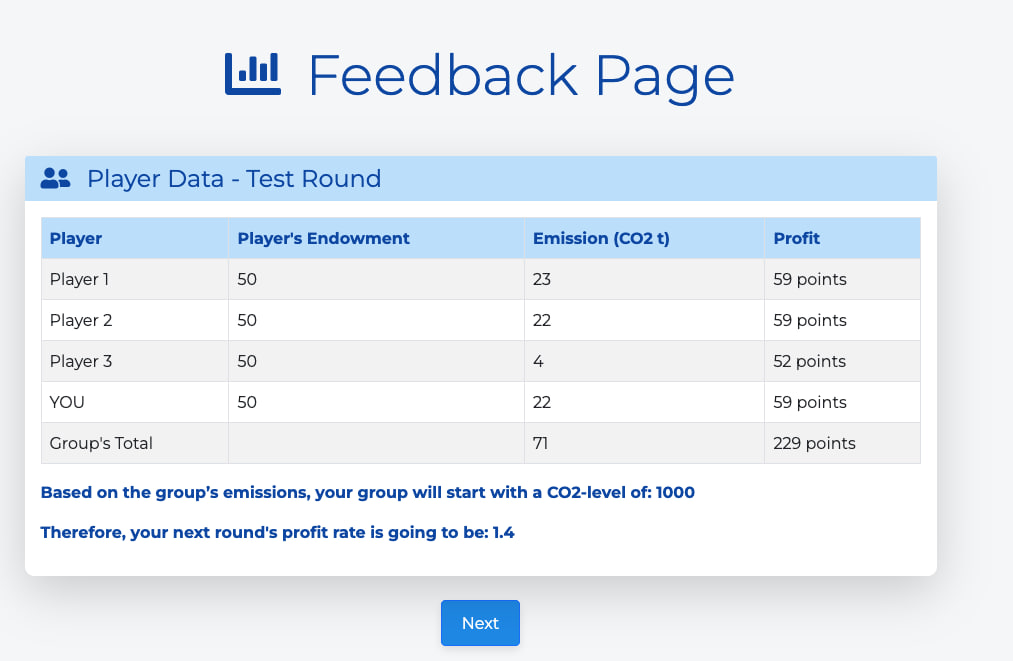 Feedback Page
Player Data - Test Round
Player Player's Endowment Emission (CO2 t) Profit
Player 1 50 23 59 points
Player 2 50 22 59 points
Player 3 50 4 52 points
YOU 50 22 59 points
Group's Total 71 229 points
Based on the group’s emissions, your group will start with a CO2-level of: 1000
Therefore, your next round's profit rate is going to be: 1.4
Next